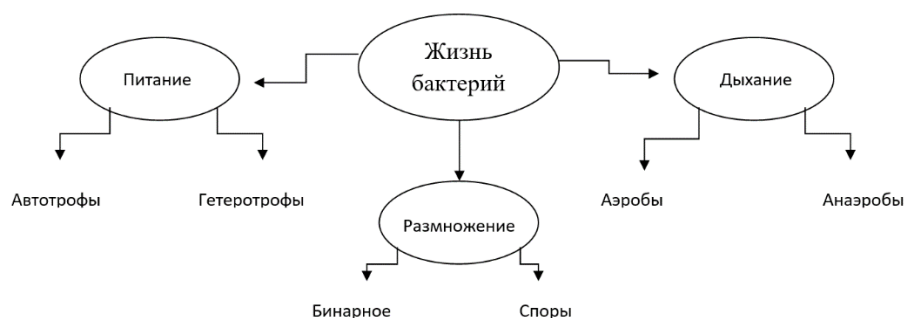 Жизнь
бактерий
Питание
Дыхание
Автотрофы
Гетеротрофы
Аэробы
Анаэробы
Размножение
Бинарное
Споры